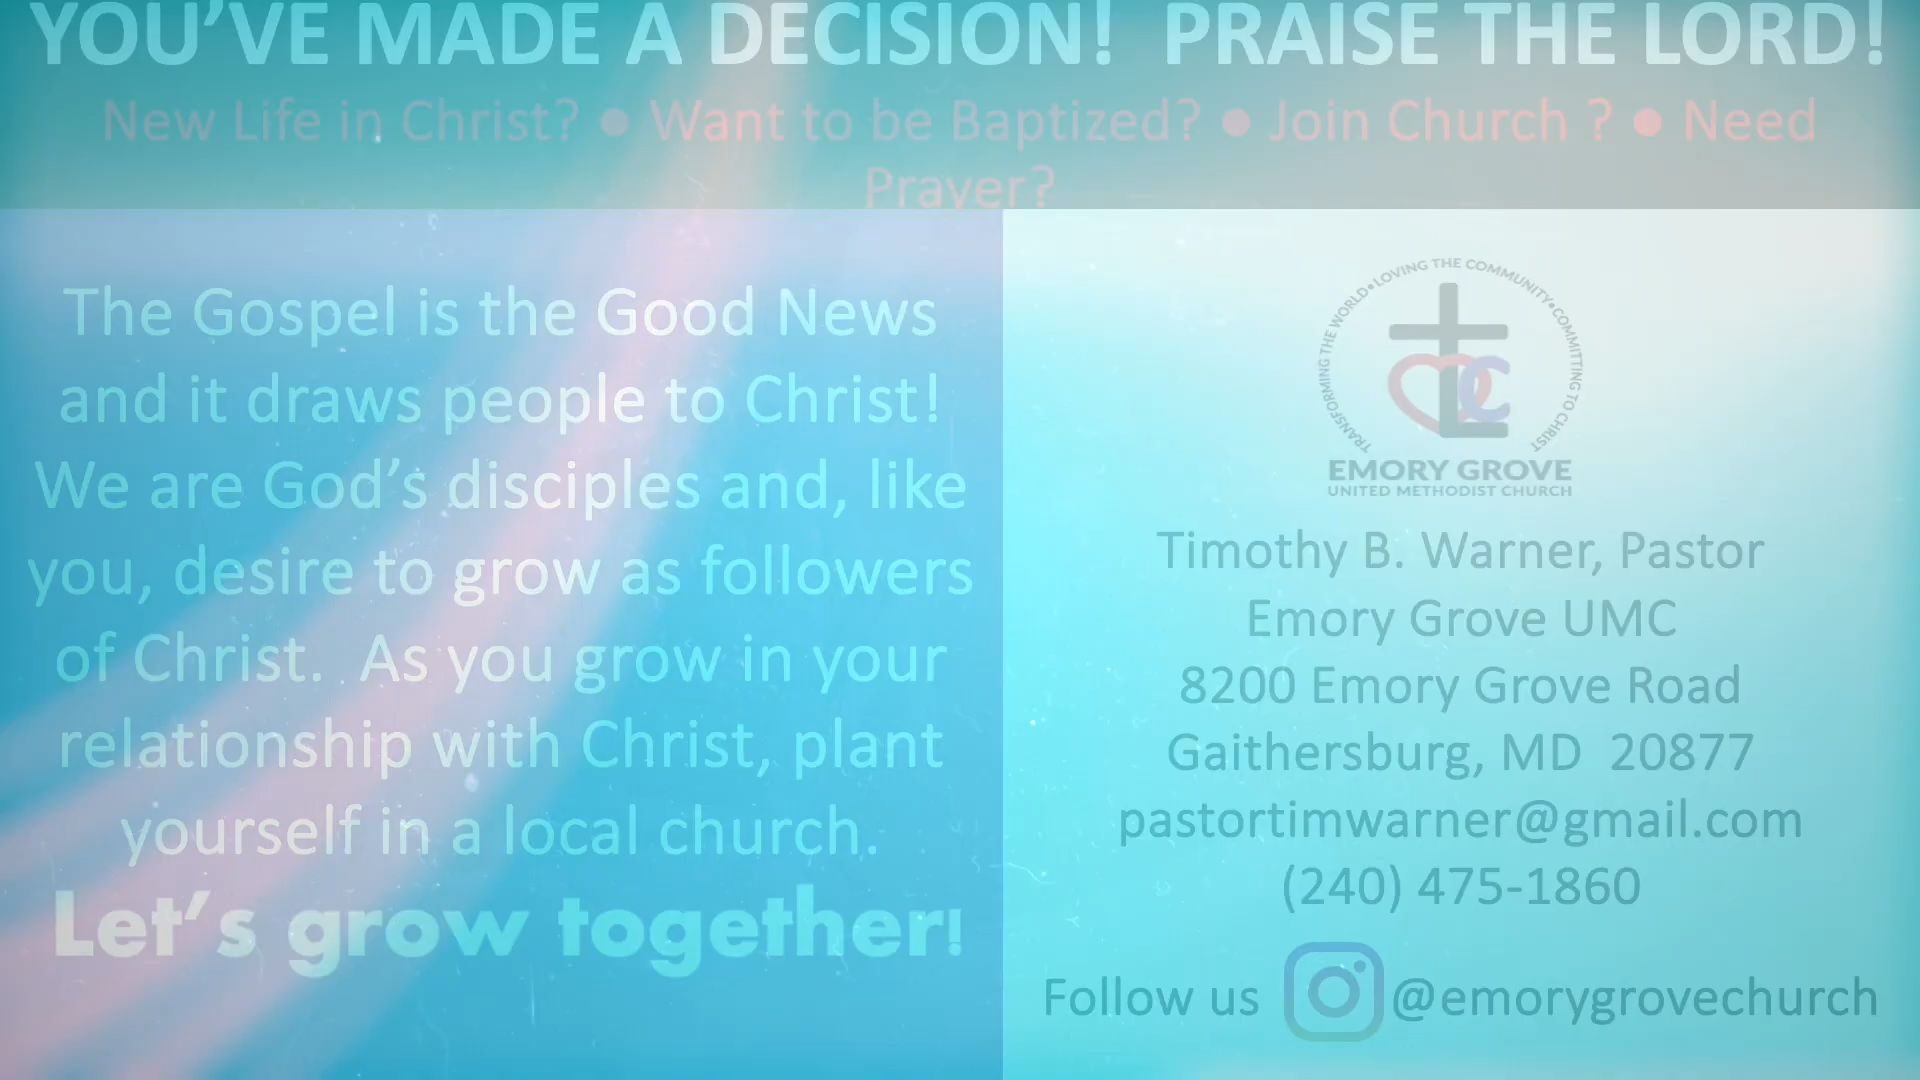 YOU’VE MADE A DECISION!  PRAISE THE LORD!
New Life in Christ? ● Want to be Baptized? ● Join Church ? ● Need
Prayer?
The Gospel is the Good News
and it draws people to Christ!
We are God’s disciples and, like
you, desire to grow as followers
of Christ.  As you grow in your
relationship with Christ, plant
yourself in a local church.
Let’s grow together!
TRANSFORMING THE WORLD•LOVING THE COMMUNITY•COMMITTING TO CHRIST
LC
EMORY GROVE
UNITED METHODIST CHURCH
Timothy B. Warner, Pastor
Emory Grove UMC
8200 Emory Grove Road
Gaithersburg, MD  20877
pastortimwarner@gmail.com
(240) 475-1860
Follow us @emorygrovechurch